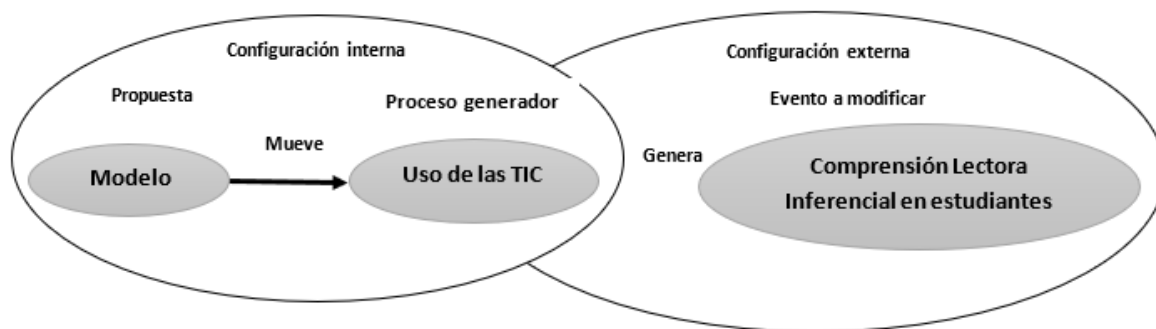 Configuración interna
Configuración externa
Propuesta
Proceso generador
Evento a modificar
Mueve
Genera
Modelo
Uso de las TIC
Comprensión Lectora
Inferencial en estudiantes